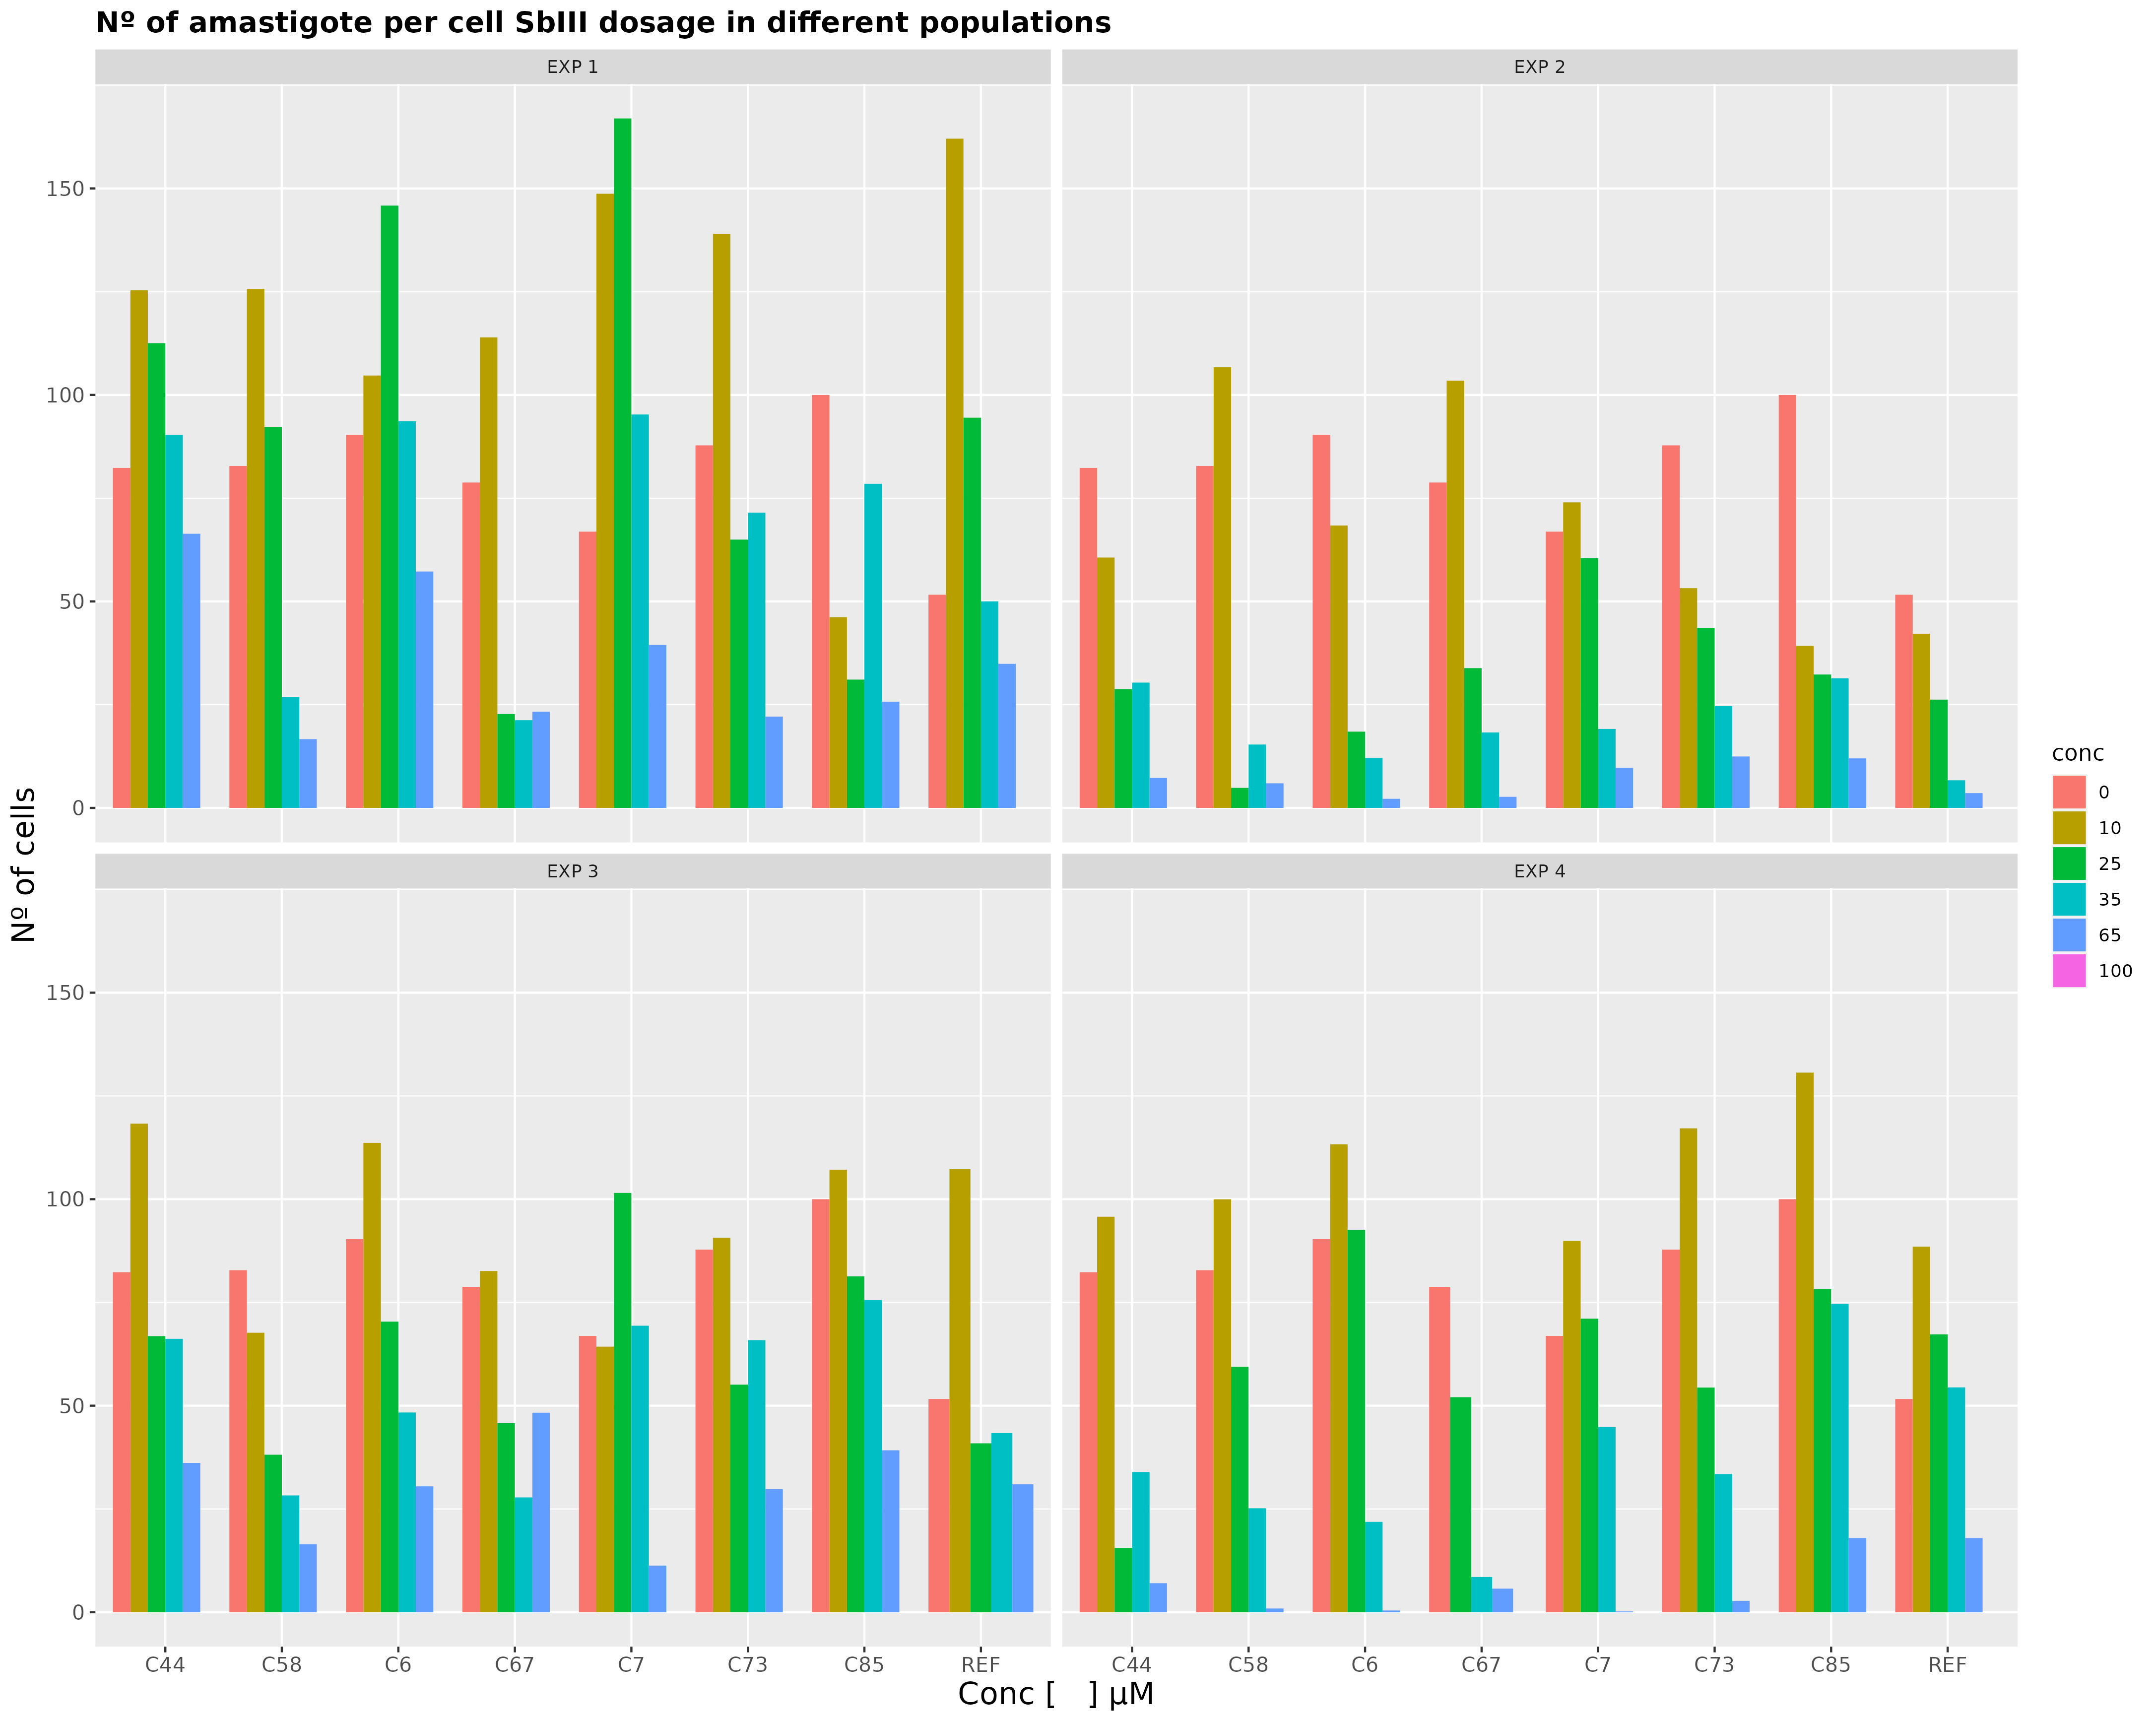 Nº of amastigote per cell SbIII dosage in different populations
EXP 1
EXP 2
150
100
50
0
EXP 3
EXP 4
150
100
50
0
C44 C58 C6 C67 C7 C73 C85 REF
C44 C58 C6 C67 C7 C73 C85 REF
Conc [ ] µM
Nº of cells
conc
0
10
25
35
65
100